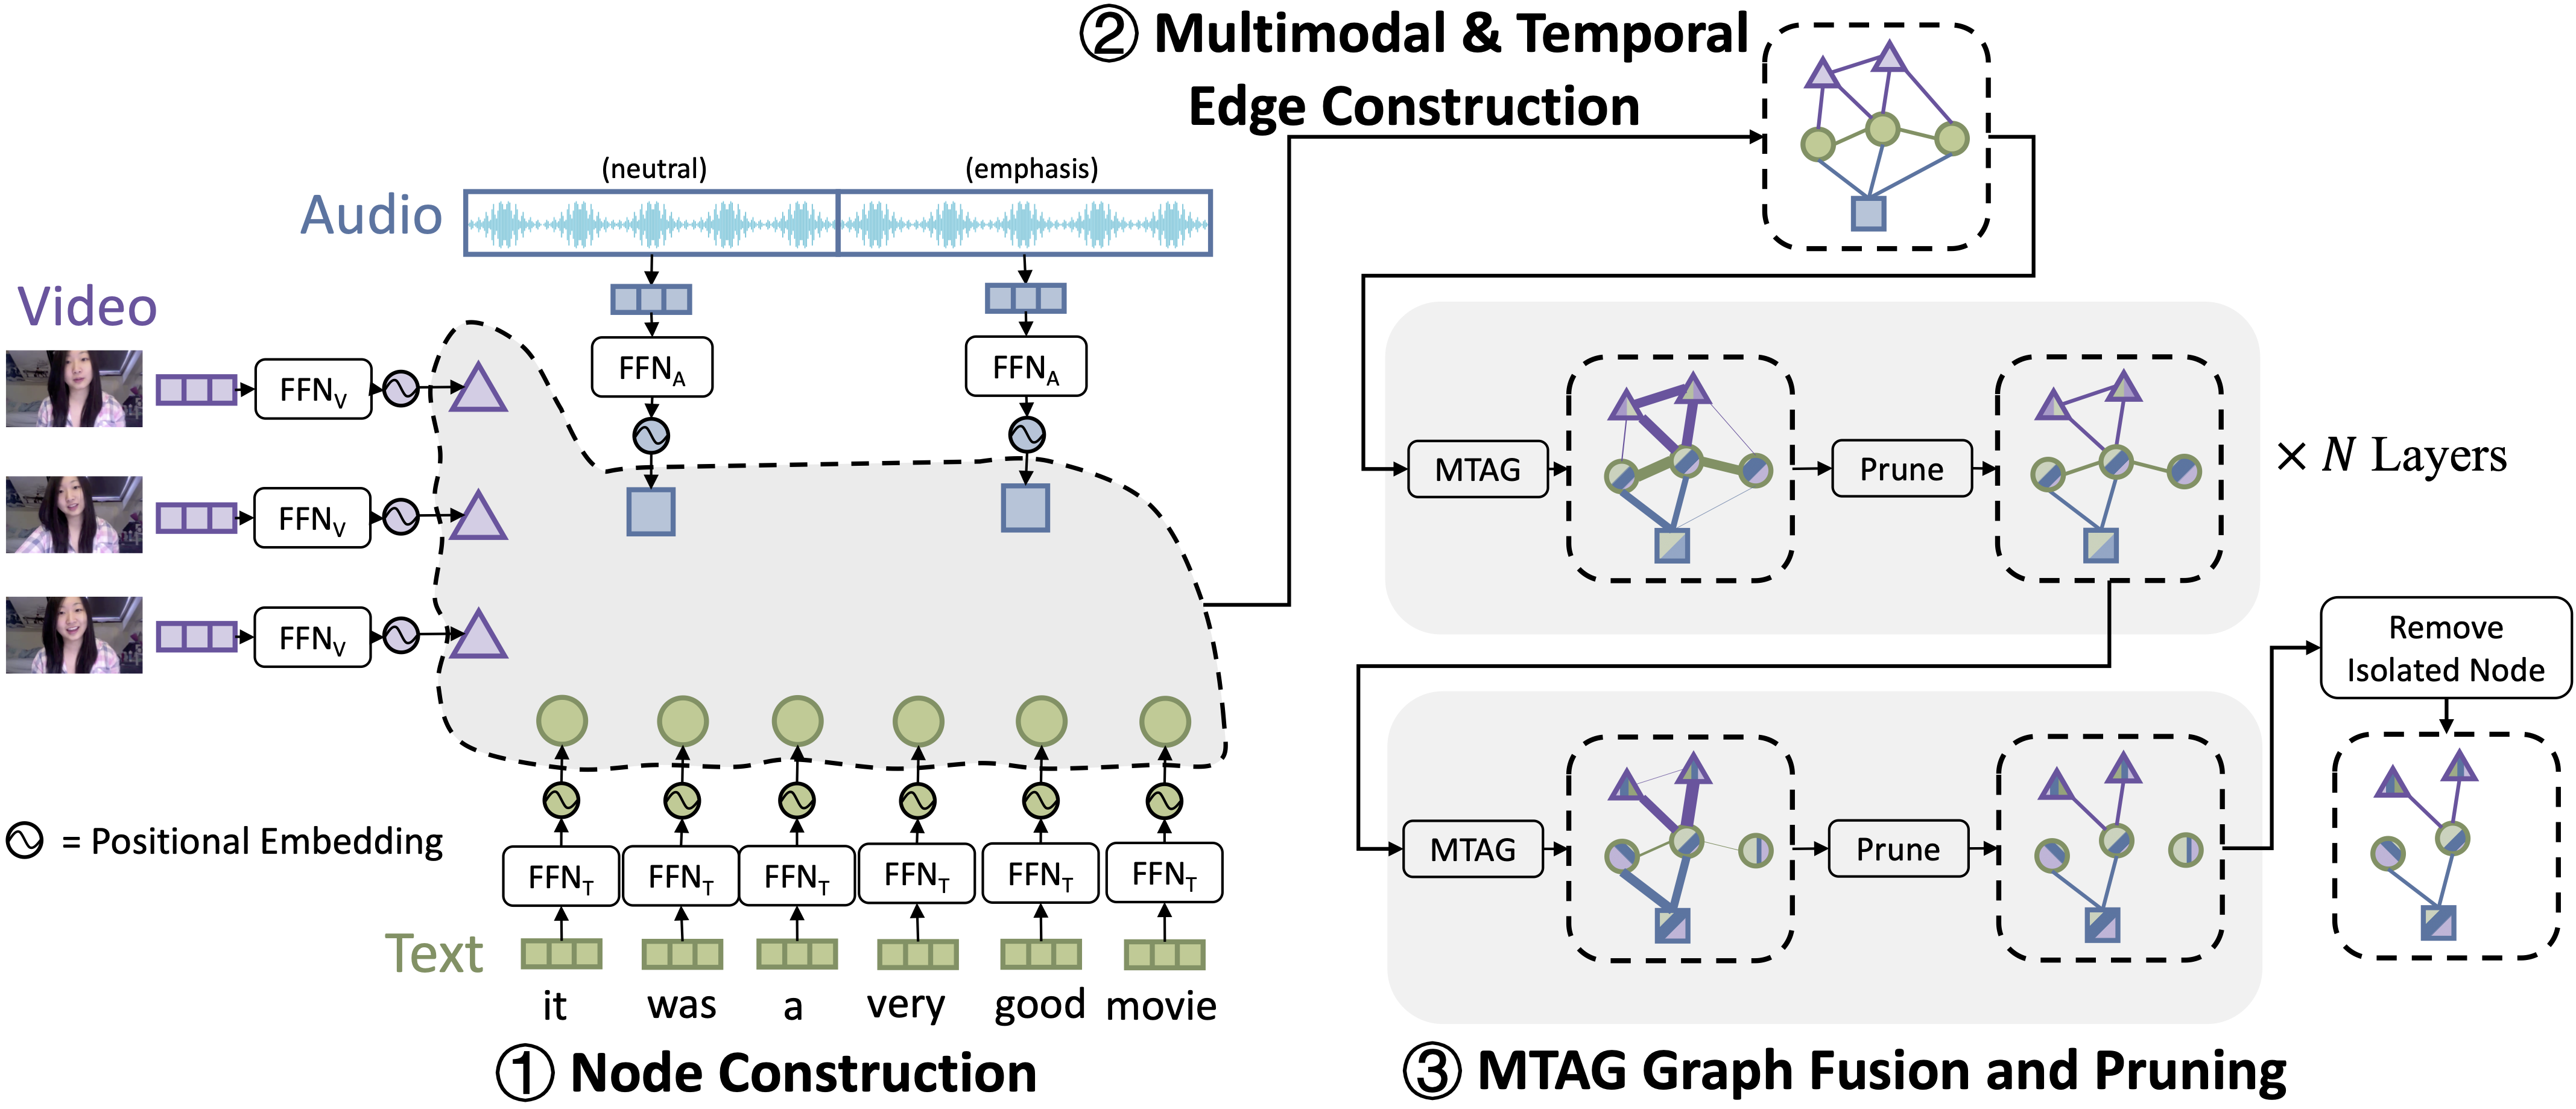 ② Multimodal & Temporal
Edge Construction
(neutral)
(emphasis)
Audio
Video
FFN_A
FFN_A
FFN_V
FFN_V
FFN_V
MTAG
Prune
× N Layers
Remove
Isolated Node
MTAG
Prune
= Positional Embedding
FFN_T
FFN_T
FFN_T
FFN_T
FFN_T
FFN_T
Text
it was a very good movie
① Node Construction
③ MTAG Graph Fusion and Pruning